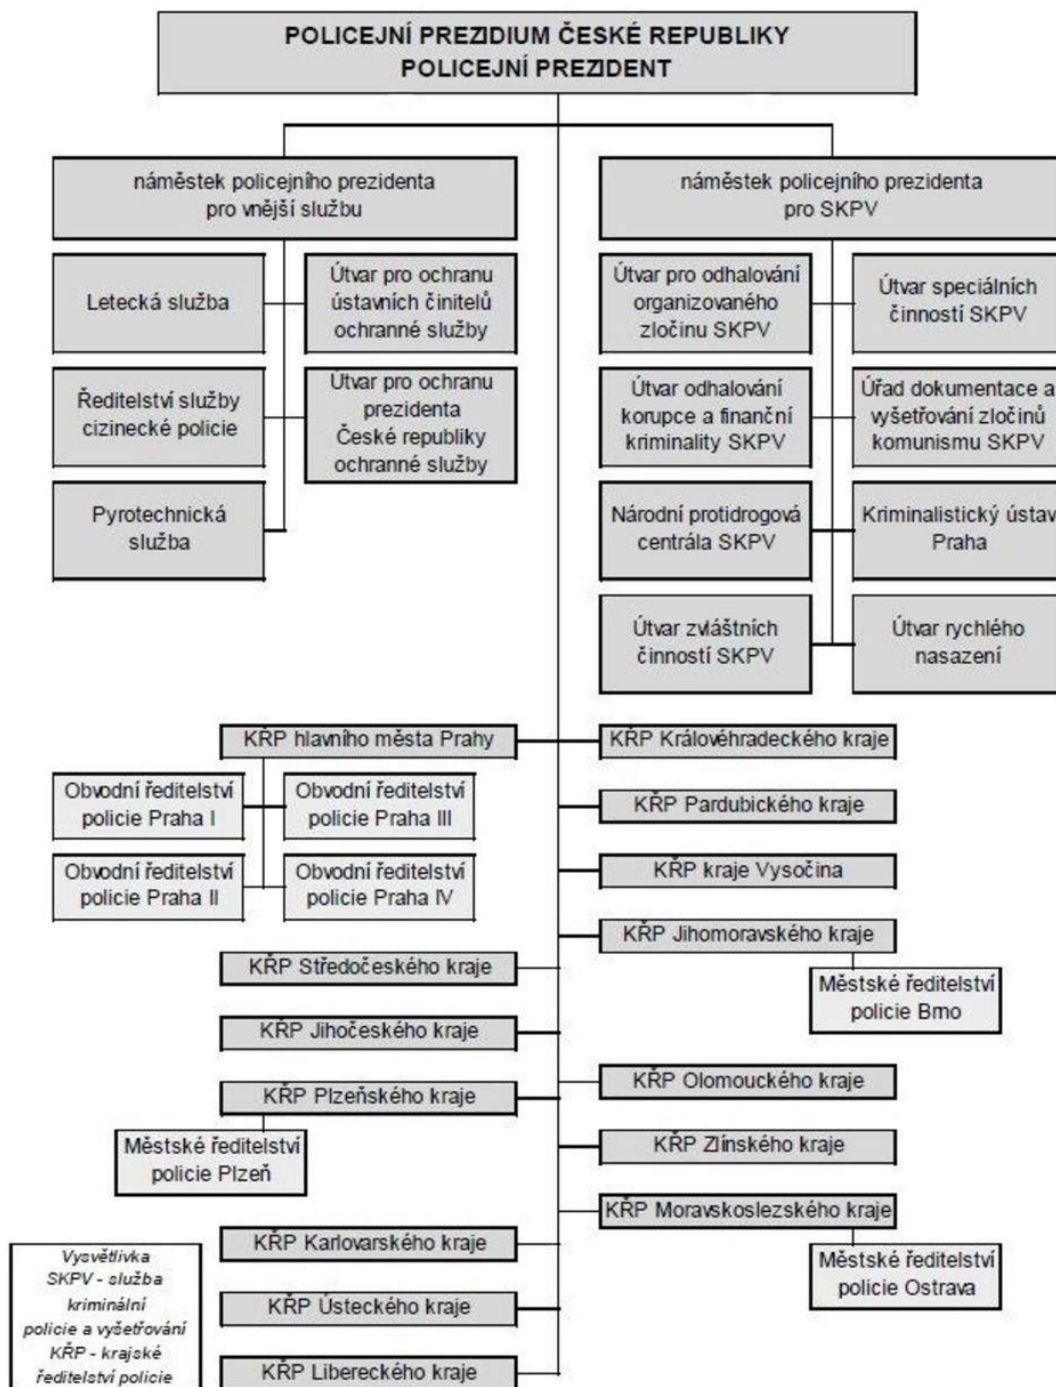 POLICEJNÍ PREZIDIUM ČESKÉ REPUBLIKY
POLICEJNÍ PREZIDENT
náměstek policejního prezidenta
pro vnější službu
náměstek policejního prezidenta
pro SKPV
Letecká služba
Útvar pro ochranu
ústavních činitelů
ochranné služby
Útvar pro odhalování
organizovaného
zločinu SKPV
Útvar speciálních
činností SKPV
Ředitelství služby
cizinecké policie
Útvar pro ochranu
prezidenta
České republiky
ochranné služby
Útvar odhalování
korupce a finanční
kriminality SKPV
Úřad dokumentace a
vyšetřování zločinů
komunismu SKPV
Pyrotechnická
služba
Národní protidrogová
centrála SKPV
Kriminalistický ústav
Praha
Útvar zvláštních
činností SKPV
Útvar rychlého
nasazení
KŘP hlavního města Prahy
KŘP Královéhradeckého kraje
Obvodní ředitelství
policie Praha I
Obvodní ředitelství
policie Praha III
KŘP Pardubického kraje
Obvodní ředitelství
policie Praha II
Obvodní ředitelství
policie Praha IV
KŘP kraje Vysočina
KŘP Jihomoravského kraje
KŘP Středočeského kraje
Městské ředitelství
policie Brno
KŘP Jihočeského kraje
KŘP Olomouckého kraje
KŘP Plzeňského kraje
Městské ředitelství
policie Plzeň
KŘP Zlínského kraje
KŘP Moravskoslezského kraje
KŘP Karlovarského kraje
Městské ředitelství
policie Ostrava
KŘP Ústeckého kraje
KŘP Libereckého kraje
Vysvětlivka
SKPV - služba
kriminální
policie a vyšetřování
KŘP - krajské
ředitelství policie